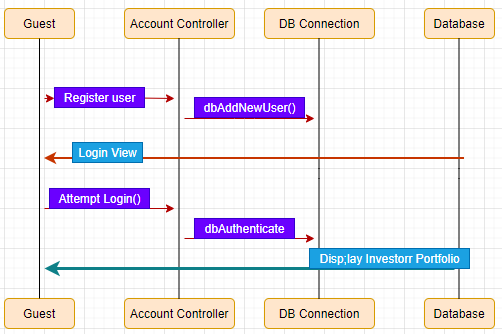 Guest
Account Controller
DB Connection
Database
Register user
dbAddNewUser()
Login View
Attempt Login()
dbAuthenticate
Disp;lay Investorr Portfolio
Guest
Account Controller
DB Connection
Database